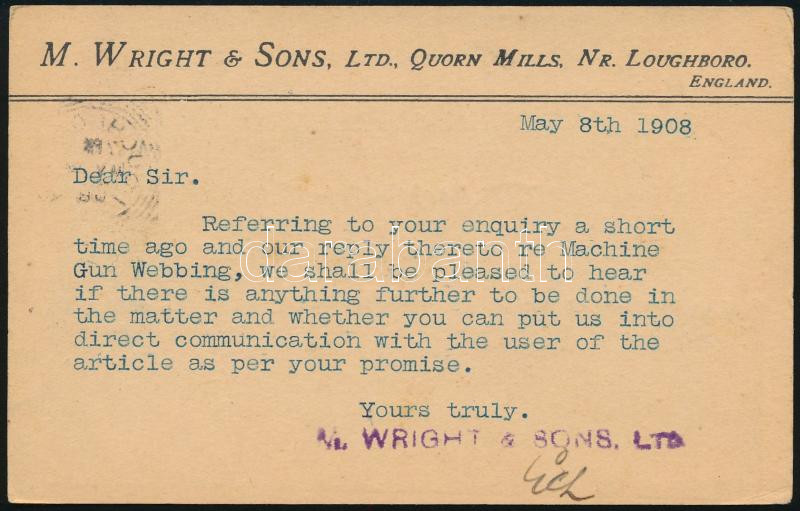 M. WRIGHT & SONS, LTD., QUORN MILLS, NR. LOUGHBORO.
ENGLAND.
May 8th 1908
Dear Sir.
Referring to your enquiry a short
time ago and our reply thereto re Machine
Gun Webbing, we shall be pleased to hear
if there is anything further to be done in
the matter and whether you can put us into
direct communication with the user of the
article as per your promise.
Yours truly.
M. WRIGHT & SONS, LTD
darabanth